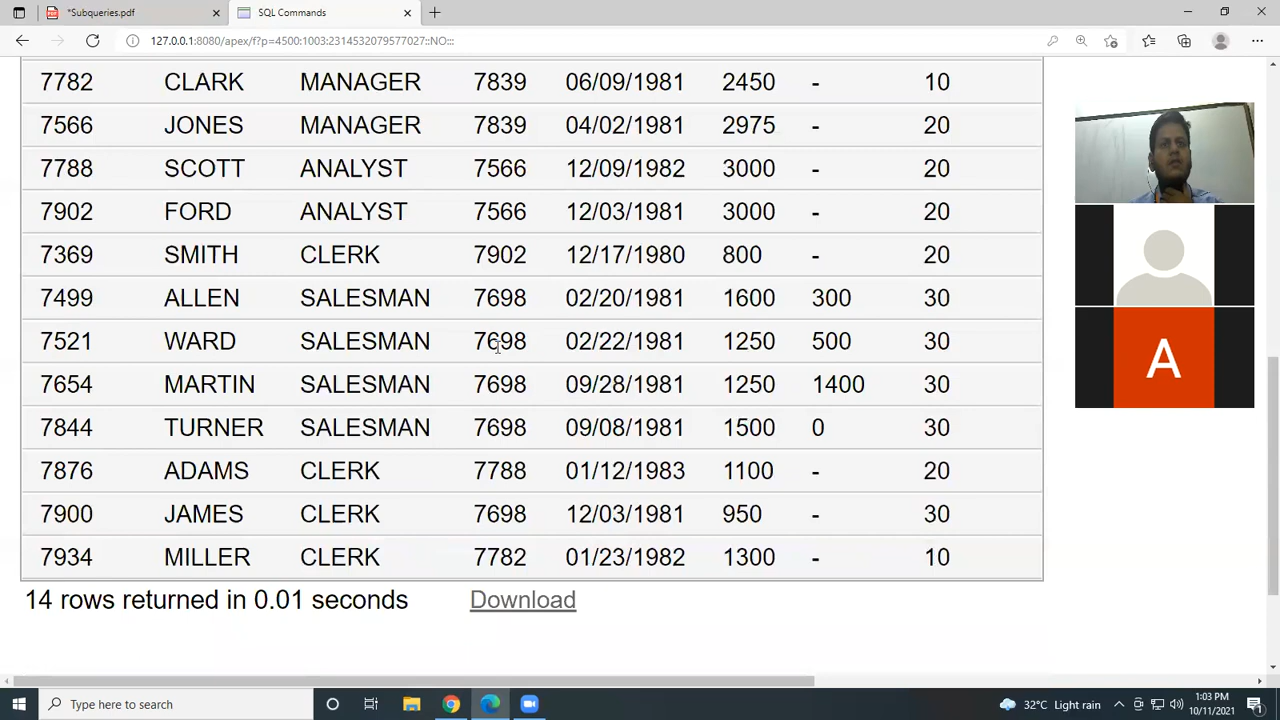 *Subqueries.pdf
SQL Commands
127.0.0.1:8080/apex/f?p=4500:1003:2314532079577027::NO:::
7782 CLARK MANAGER 7839 06/09/1981 2450 - 10
7566 JONES MANAGER 7839 04/02/1981 2975 - 20
7788 SCOTT ANALYST 7566 12/09/1982 3000 - 20
7902 FORD ANALYST 7566 12/03/1981 3000 - 20
7369 SMITH CLERK 7902 12/17/1980 800 - 20
7499 ALLEN SALESMAN 7698 02/20/1981 1600 300 30
7521 WARD SALESMAN 7698 02/22/1981 1250 500 30
7654 MARTIN SALESMAN 7698 09/28/1981 1250 1400 30
7844 TURNER SALESMAN 7698 09/08/1981 1500 0 30
7876 ADAMS CLERK 7788 01/12/1983 1100 - 20
7900 JAMES CLERK 7698 12/03/1981 950 - 30
7934 MILLER CLERK 7782 01/23/1982 1300 - 10
14 rows returned in 0.01 seconds Download
A
Type here to search
32°C Light rain
1:03 PM
10/11/2021
1